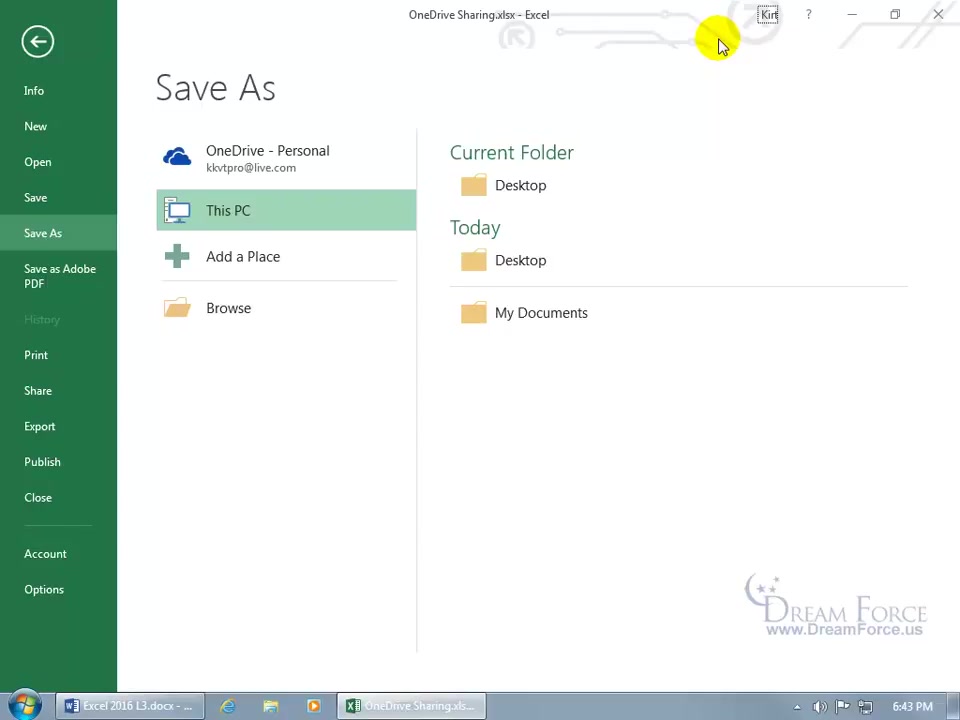 OneDrive Sharing.xlsx - Excel
Kirt
?
Save As
Info
New
Open
Save
Save As
Save as Adobe
PDF
History
Print
Share
Export
Publish
Close
Account
Options
OneDrive - Personal
kkvtpro@live.com
This PC
Add a Place
Browse
Current Folder
Desktop
Today
Desktop
My Documents
DREAM FORCE
www.DreamForce.us
Excel 2016 L3.docx - ...
OneDrive Sharing.xls...
6:43 PM